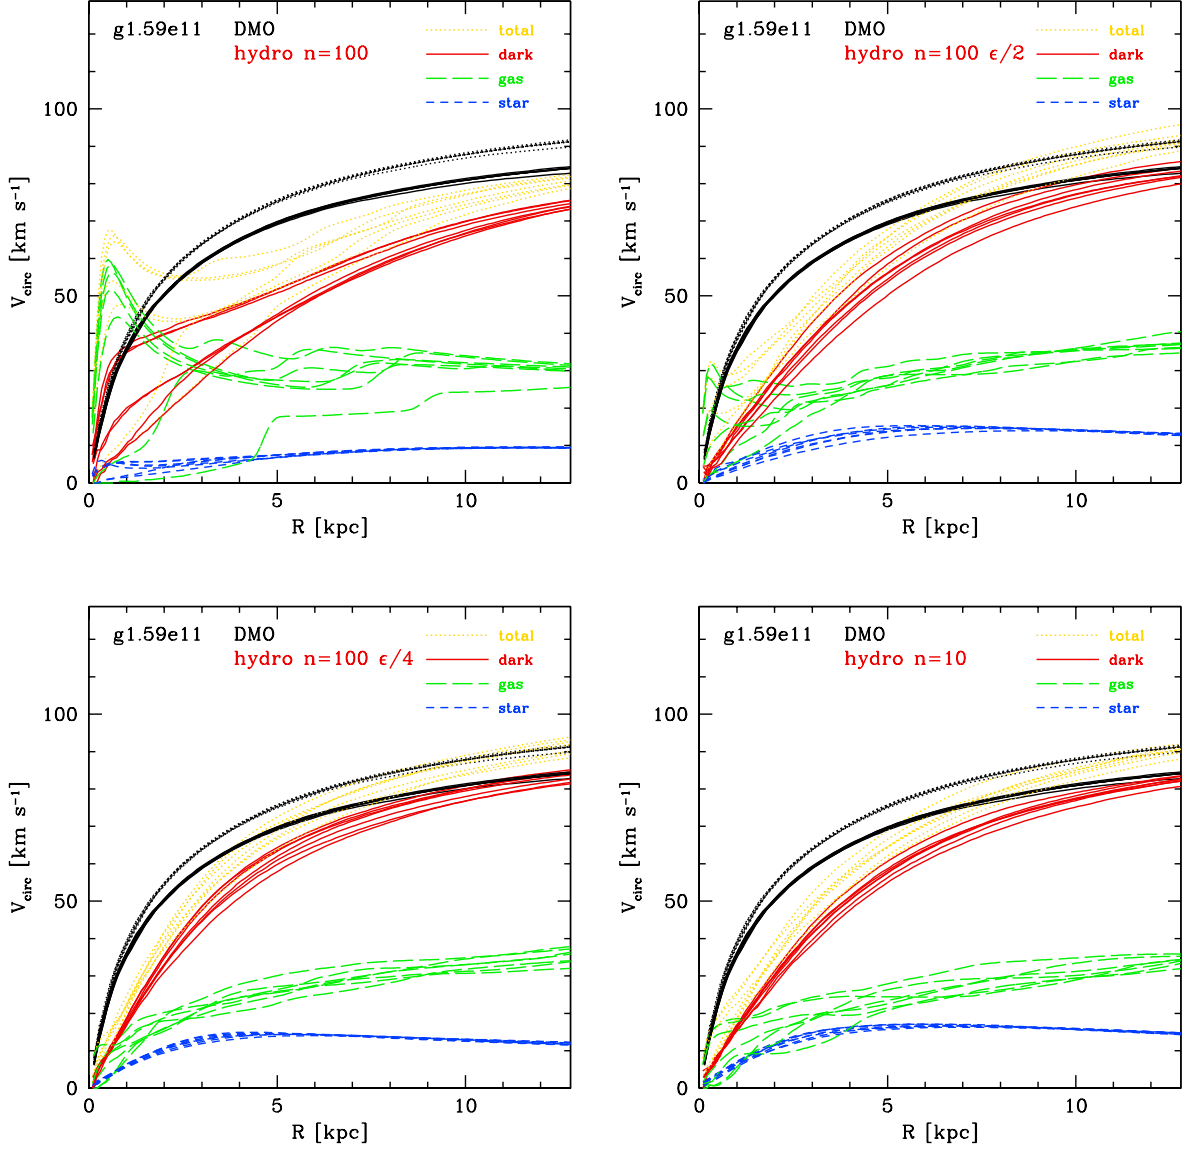 g1.59e11 DMO total
hydro n=100 dark
gas
star
100
50
0
0 5 10
V_circ [km s⁻¹]
R [kpc]
g1.59e11 DMO total
hydro n=100 ϵ/2 dark
gas
star
100
50
0
0 5 10
V_circ [km s⁻¹]
R [kpc]
g1.59e11 DMO total
hydro n=100 ϵ/4 dark
gas
star
100
50
0
0 5 10
V_circ [km s⁻¹]
R [kpc]
g1.59e11 DMO total
hydro n=10 dark
gas
star
100
50
0
0 5 10
V_circ [km s⁻¹]
R [kpc]